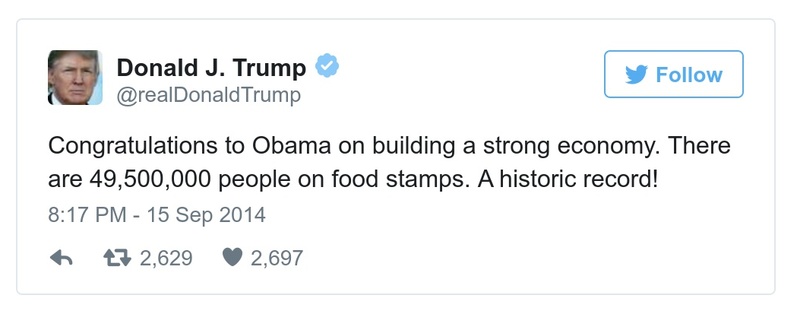 Donald J. Trump
@realDonaldTrump
Follow
Congratulations to Obama on building a strong economy. There
are 49,500,000 people on food stamps. A historic record!
8:17 PM - 15 Sep 2014
2,629 2,697